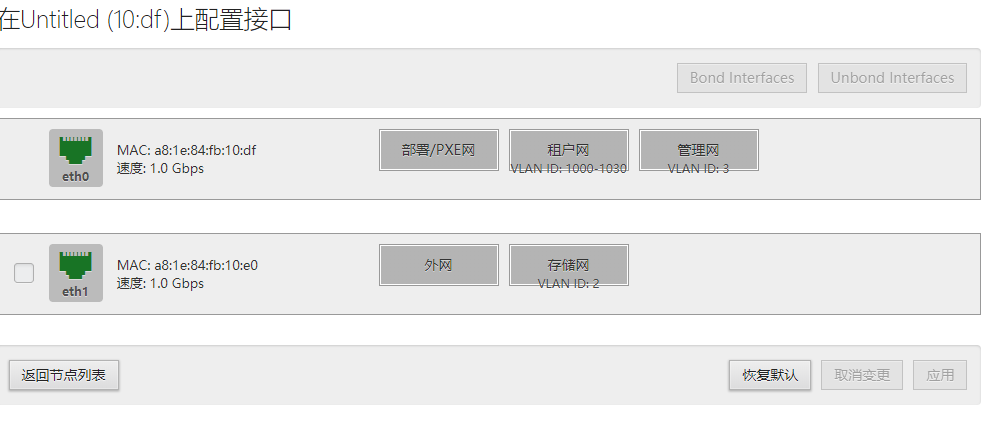 在Untitled (10:df)上配置接口
Bond Interfaces Unbond Interfaces
MAC: a8:1e:84:fb:10:df
速度: 1.0 Gbps
eth0
部署/PXE网
租户网
VLAN ID: 1000-1030
管理网
VLAN ID: 3
MAC: a8:1e:84:fb:10:e0
速度: 1.0 Gbps
eth1
外网
存储网
VLAN ID: 2
返回节点列表 恢复默认 取消变更 应用